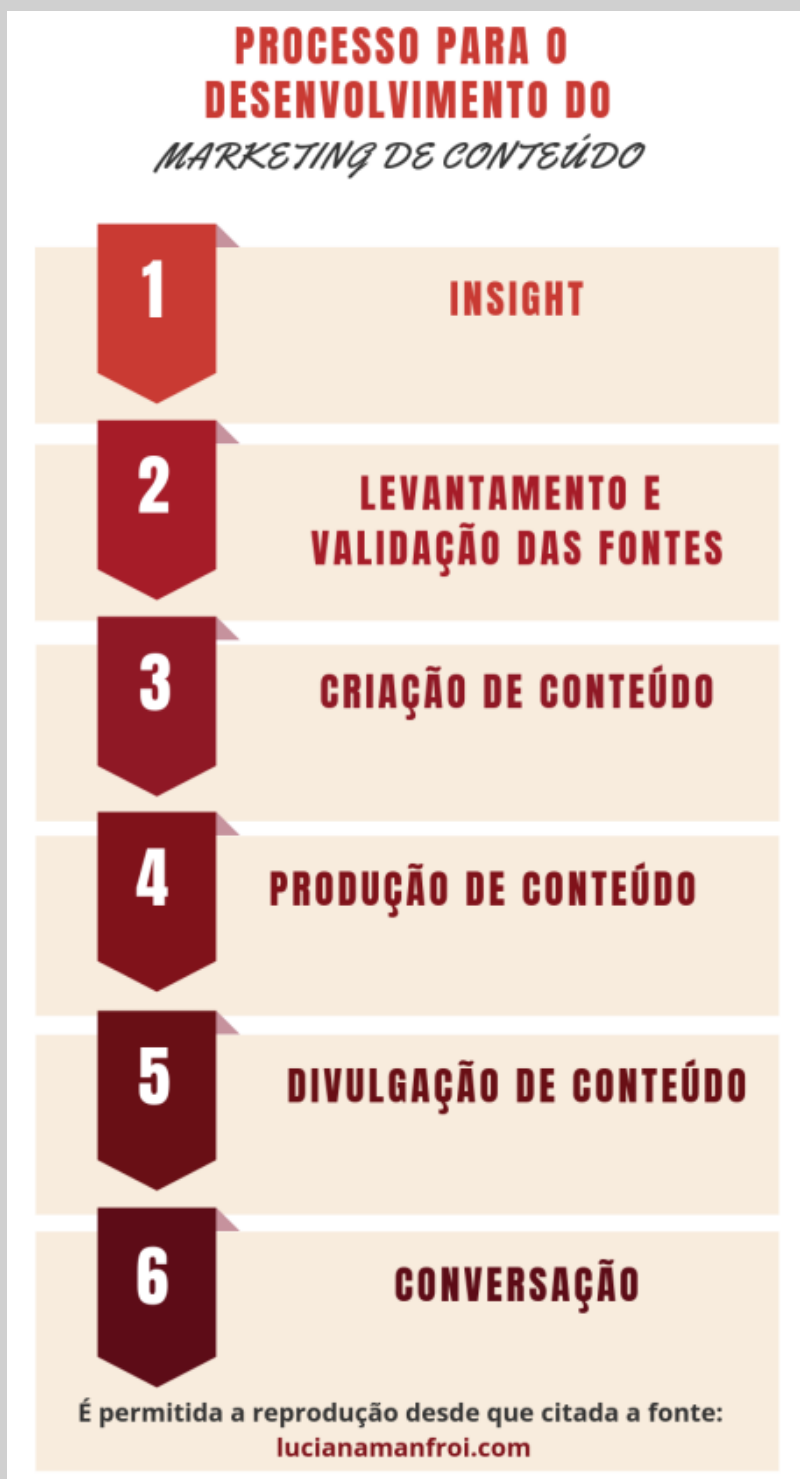 PROCESSO PARA O
DESENVOLVIMENTO DO
MARKETING DE CONTEÚDO
1
INSIGHT
2
LEVANTAMENTO E
VALIDAÇÃO DAS FONTES
3
CRIAÇÃO DE CONTEÚDO
4
PRODUÇÃO DE CONTEÚDO
5
DIVULGAÇÃO DE CONTEÚDO
6
CONVERSAÇÃO
É permitida a reprodução desde que citada a fonte:
lucianamanfroi.com